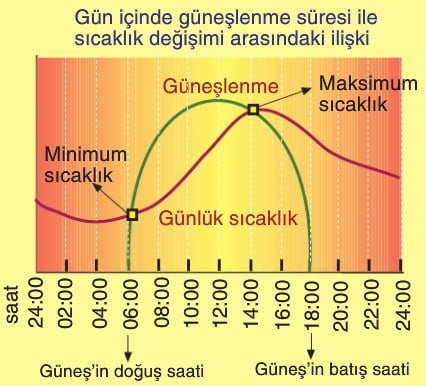 Gün içinde güneşlenme süresi ile
sıcaklık değişimi arasındaki ilişki
Güneşlenme
Maksimum
sıcaklık
Minimum
sıcaklık
Günlük sıcaklık
saat
24:00
02:00
04:00
06:00
08:00
10:00
12:00
14:00
16:00
18:00
20:00
22:00
24:00
Güneş'in doğuş saati
Güneş'in batış saati